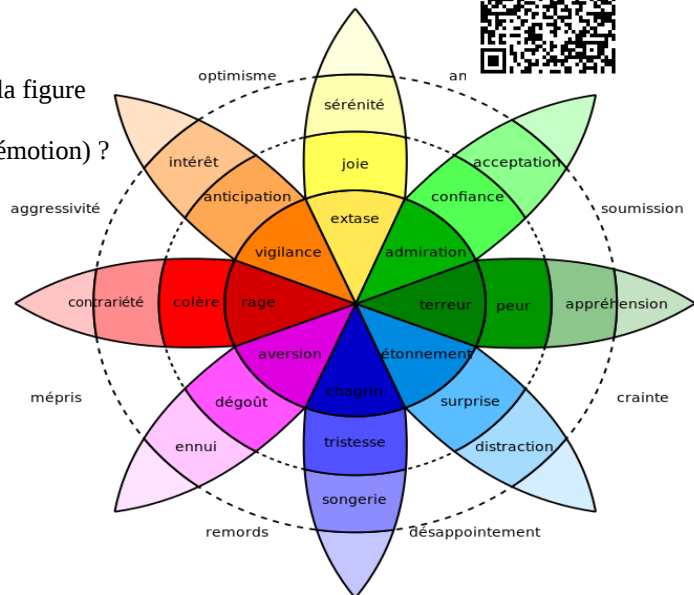 la figure
émotion) ?
optimisme
an
sérénité
intérêt
joie
acceptation
anticipation
confiance
aggressivité
soumission
extase
vigilance
admiration
contrariété
colère
rage
terreur
peur
appréhension
aversion
étonnement
chagrin
mépris
crainte
dégoût
surprise
ennui
tristesse
distraction
songerie
remords
désappointement